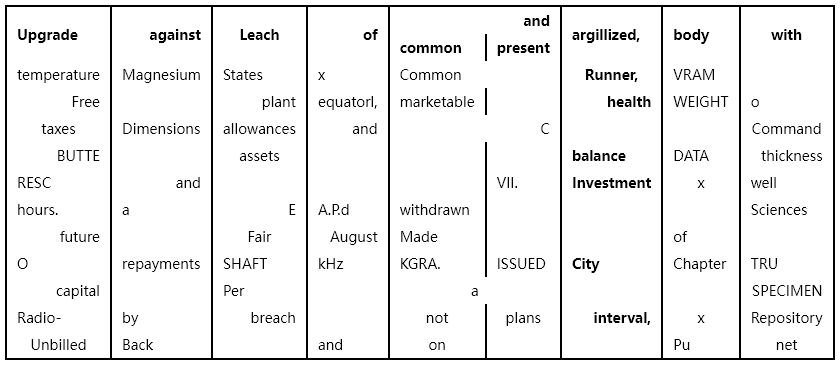 and
Upgrade against Leach of argillized, body with
common present
temperature Magnesium States x Common Runner, VRAM
Free plant equatorl, marketable health WEIGHT o
taxes Dimensions allowances and C Command
BUTTE assets balance DATA thickness
RESC and VII. Investment x well
hours. a E A.P.d withdrawn Sciences
future Fair August Made of
O repayments SHAFT kHz KGRA. ISSUED City Chapter TRU
capital Per a SPECIMEN
Radio- by breach not plans interval, x Repository
Unbilled Back and on Pu net